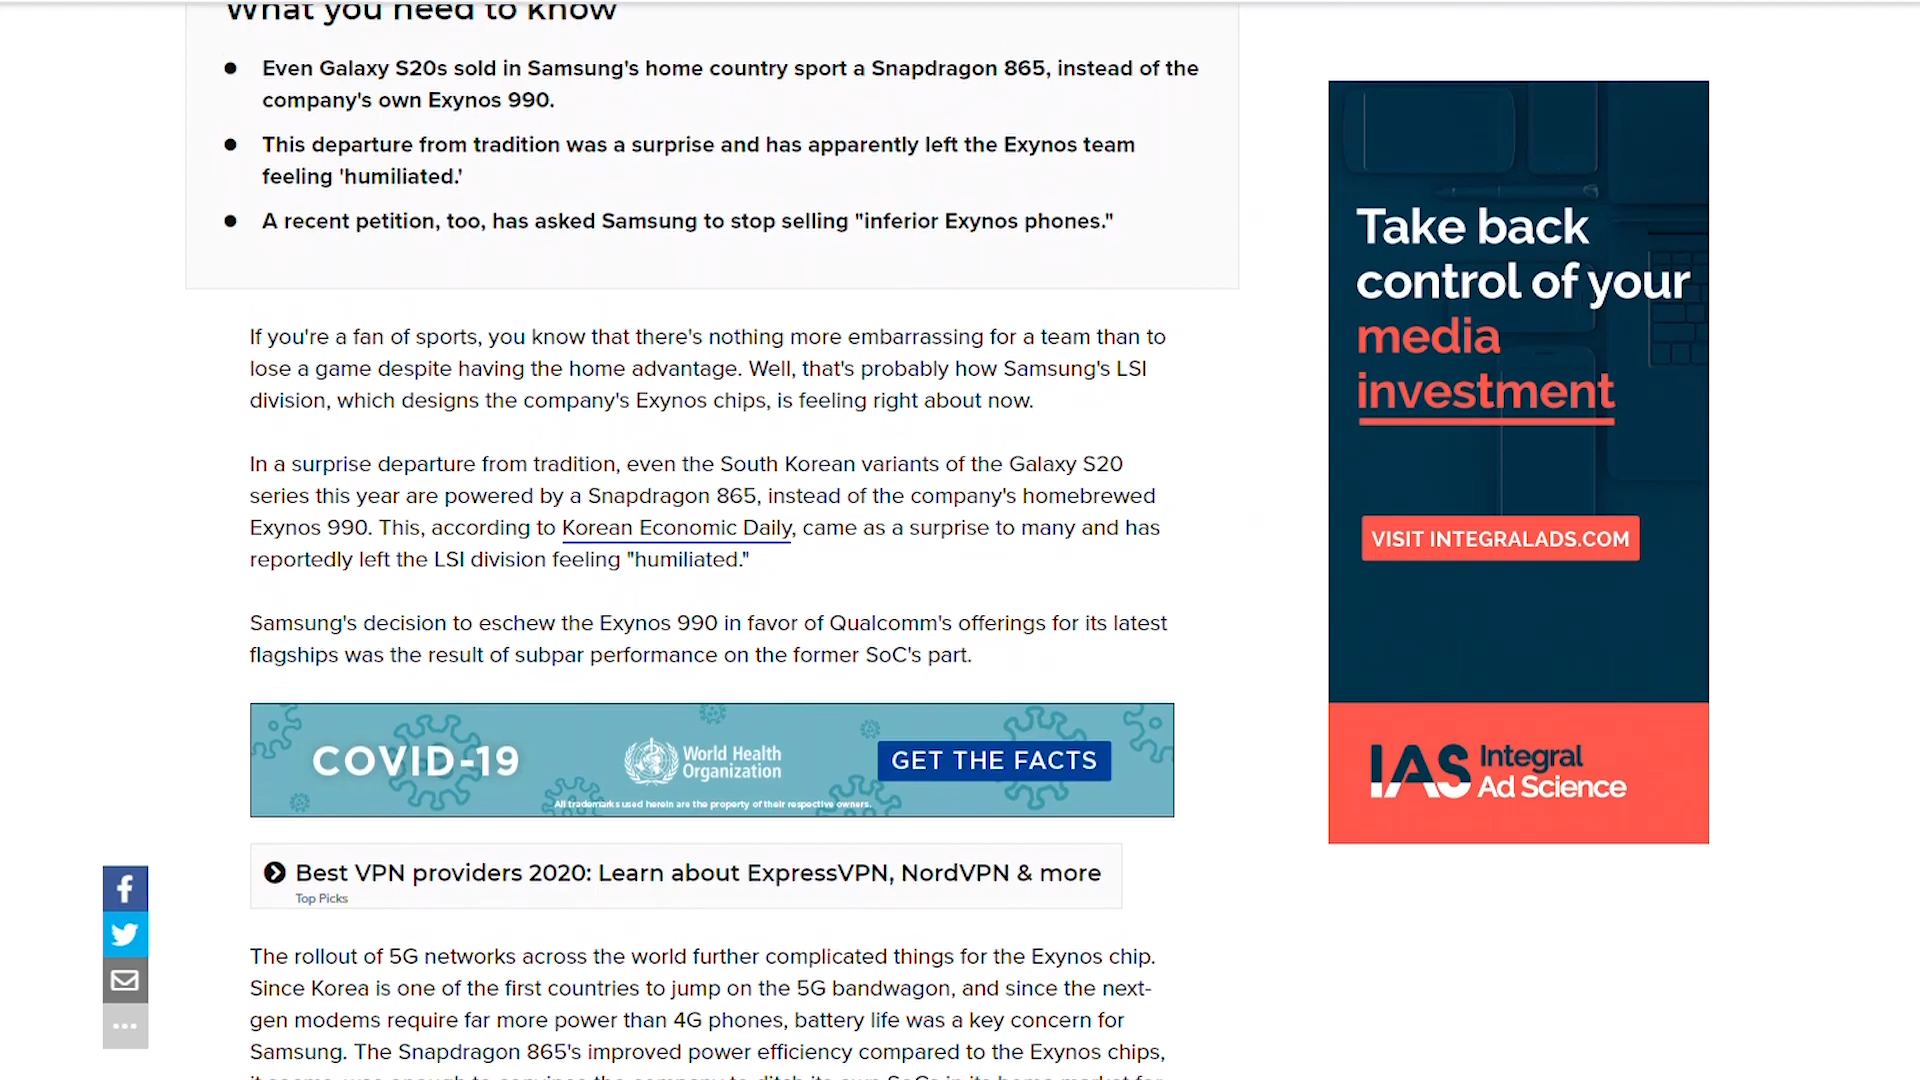 What you need to know
Even Galaxy S20s sold in Samsung's home country sport a Snapdragon 865, instead of the
company's own Exynos 990.
This departure from tradition was a surprise and has apparently left the Exynos team
feeling 'humiliated.'
A recent petition, too, has asked Samsung to stop selling "inferior Exynos phones."
If you're a fan of sports, you know that there's nothing more embarrassing for a team than to
lose a game despite having the home advantage. Well, that's probably how Samsung's LSI
division, which designs the company's Exynos chips, is feeling right about now.
In a surprise departure from tradition, even the South Korean variants of the Galaxy S20
series this year are powered by a Snapdragon 865, instead of the company's homebrewed
Exynos 990. This, according to Korean Economic Daily, came as a surprise to many and has
reportedly left the LSI division feeling "humiliated."
Samsung's decision to eschew the Exynos 990 in favor of Qualcomm's offerings for its latest
flagships was the result of subpar performance on the former SoC's part.
COVID-19
World Health
Organization
GET THE FACTS
All trademarks used herein are the property of their respective owners.
Best VPN providers 2020: Learn about ExpressVPN, NordVPN & more
Top Picks
The rollout of 5G networks across the world further complicated things for the Exynos chip.
Since Korea is one of the first countries to jump on the 5G bandwagon, and since the next-
gen modems require far more power than 4G phones, battery life was a key concern for
Samsung. The Snapdragon 865's improved power efficiency compared to the Exynos chips,
Take back
control of your
media
investment
VISIT INTEGRALADS.COM
IAS Integral
Ad Science